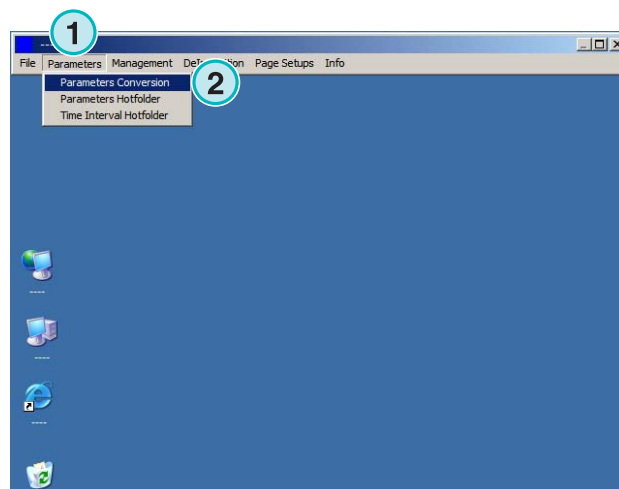 1
----
File Parameters Management Page Setups Info
Parameters Conversion 2
Parameters Hotfolder
Time Interval Hotfolder
----
----
----